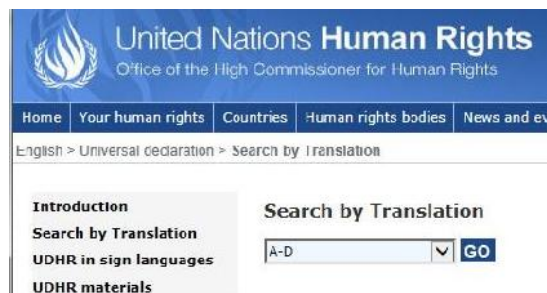 United Nations Human Rights
Office of the High Commissioner for Human Rights
Home Your human rights Countries Human rights bodies News and ev
English > Universal declaration > Search by Translation
Introduction
Search by Translation
Search by Translation
A-D GO
UDHR in sign languages
UDHR materials